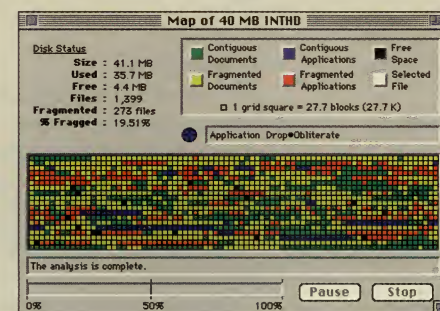 Map of 40 MB INTHD
Disk Status
Size : 41.1 MB
Used : 35.7 MB
Free : 4.4 MB
Files : 1,399
Fragmented : 273 files
% Fragged : 19.51%
Contiguous Documents
Contiguous Applications
Free Space
Fragmented Documents
Fragmented Applications
Selected File
1 grid square = 27.7 blocks (27.7 K)
Application Drop•Obliterate
The analysis is complete.
0% 50% 100%
Pause Stop